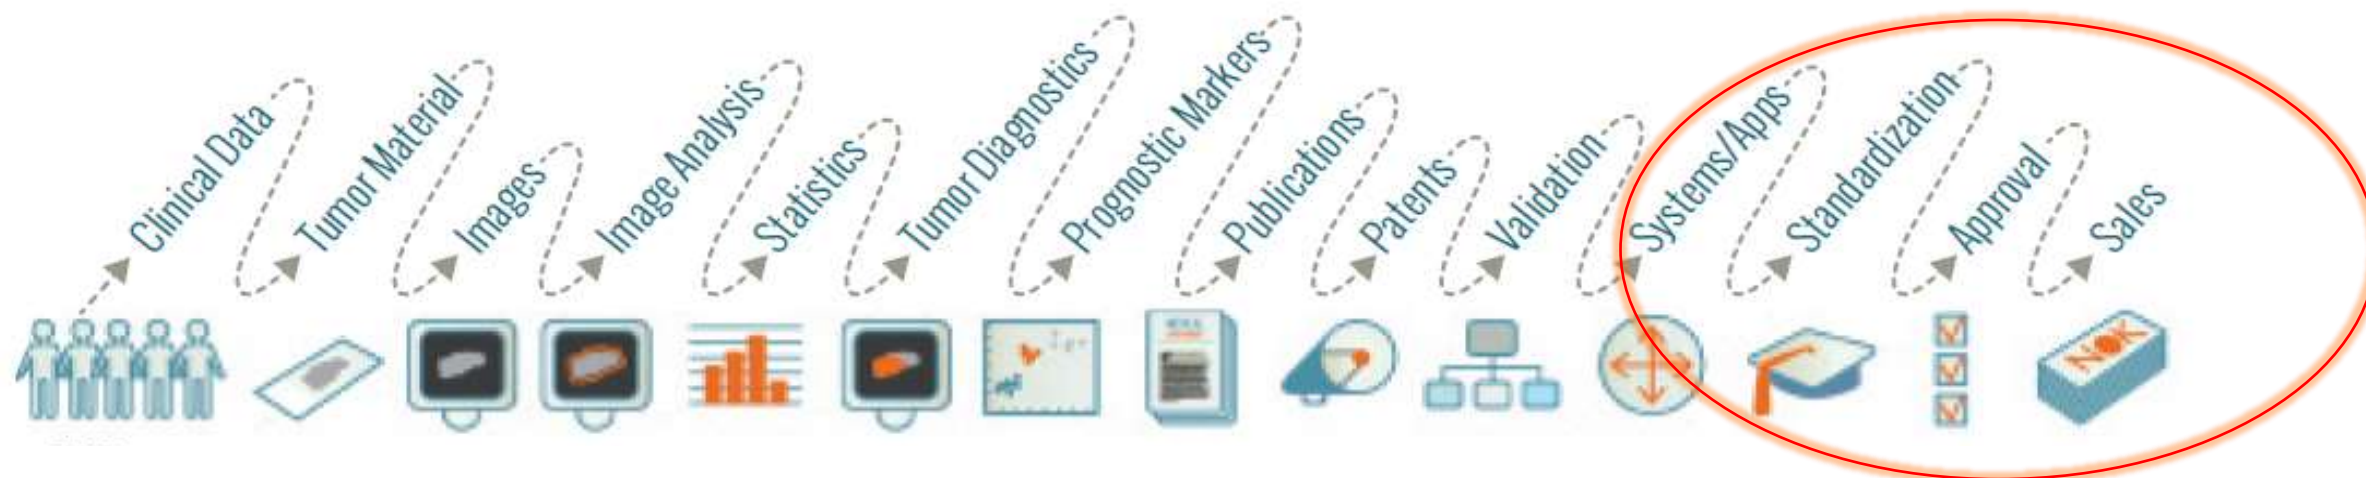 Clinical Data
Tumor Material
Images
Image Analysis
Statistics
Tumor Diagnostics
Prognostic Markers
Publications
Patents
Validation
Systems/Apps
Standardization
Approval
Sales
NOK